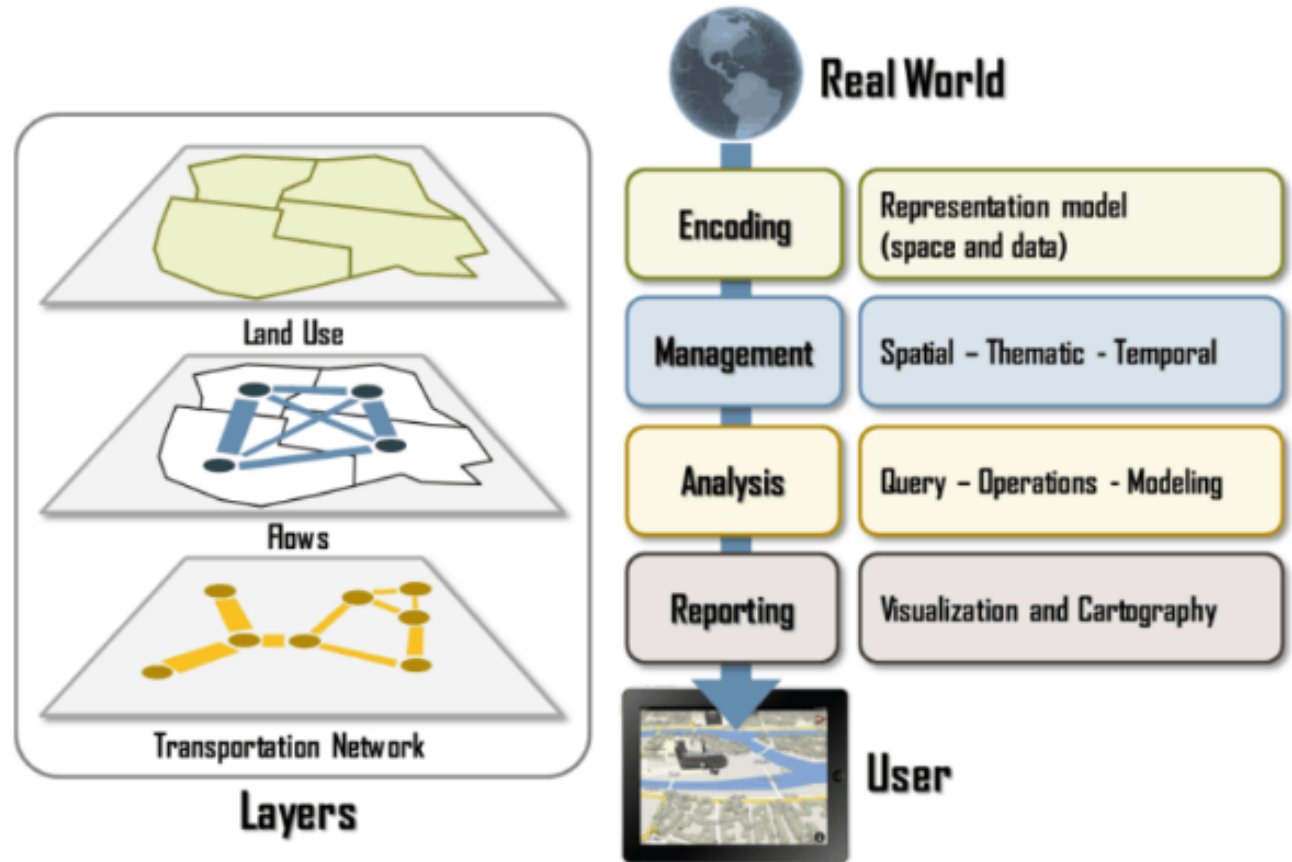 Real World
Encoding
Representation model
(space and data)
Management
Spatial – Thematic - Temporal
Analysis
Query – Operations - Modeling
Reporting
Visualization and Cartography
User
Land Use
Flows
Transportation Network
Layers